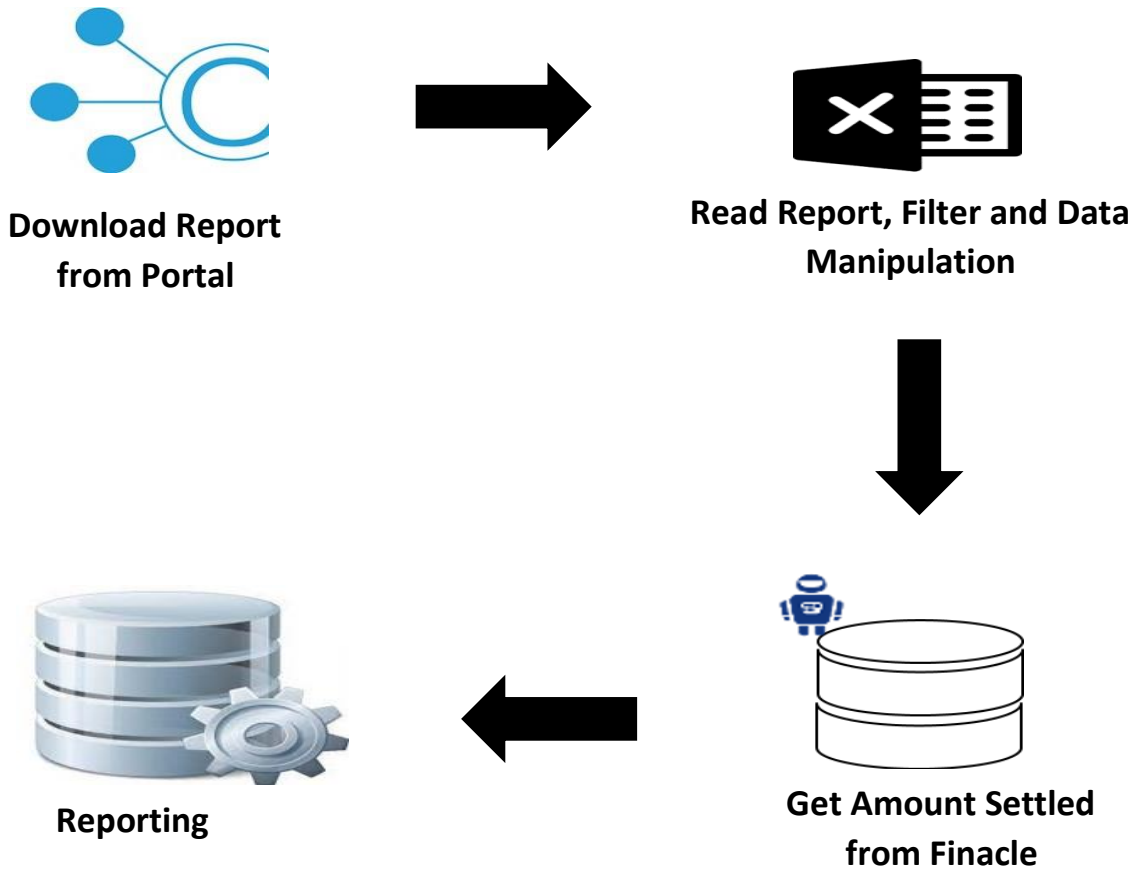 Download Report
from Portal
Read Report, Filter and Data
Manipulation
Get Amount Settled
from Finacle
Reporting